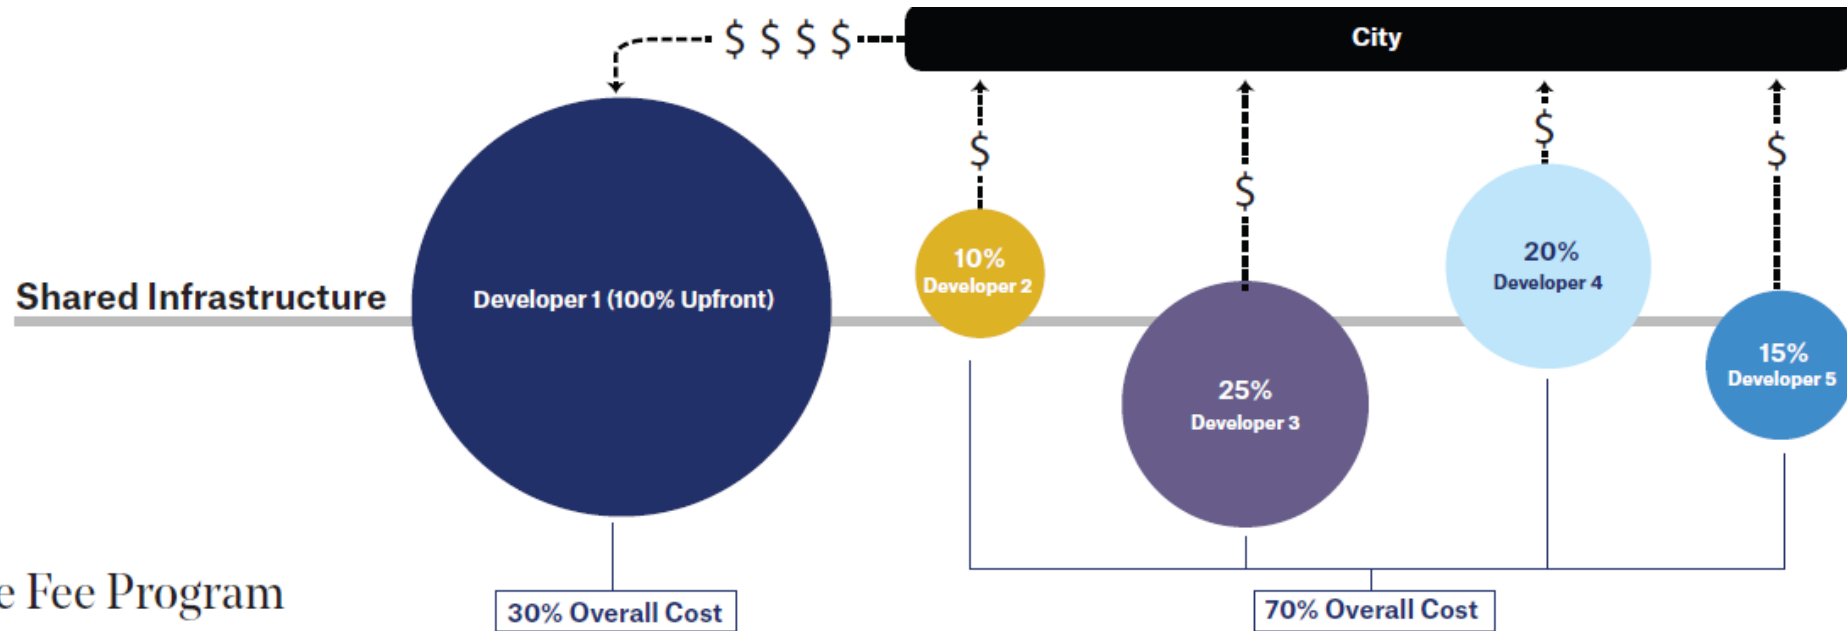 $ $ $ $
City
$
$
$
$
Shared Infrastructure
Developer 1 (100% Upfront)
10%
Developer 2
25%
Developer 3
20%
Developer 4
15%
Developer 5
e Fee Program
30% Overall Cost
70% Overall Cost